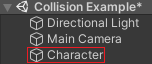 Collision Example*
Directional Light
Main Camera
Character